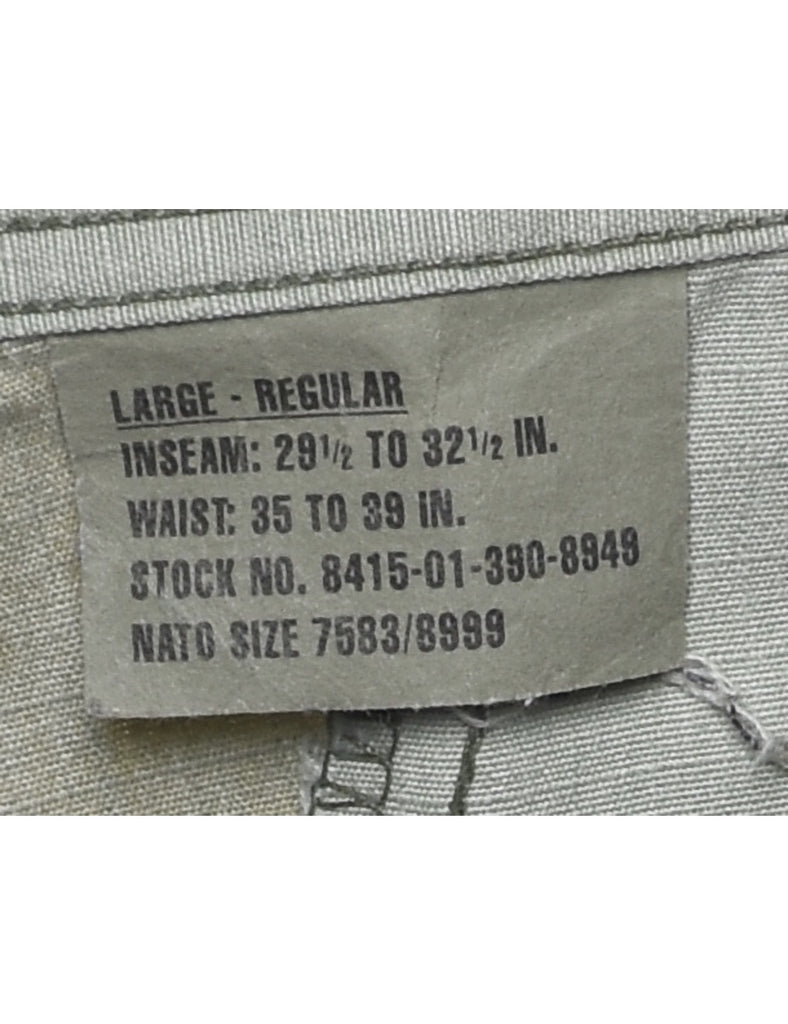 LARGE - REGULAR
INSEAM: 29 1/2 TO 32 1/2 IN.
WAIST: 35 TO 39 IN.
STOCK NO. 8415-01-390-8949
NATO SIZE 7583/8999